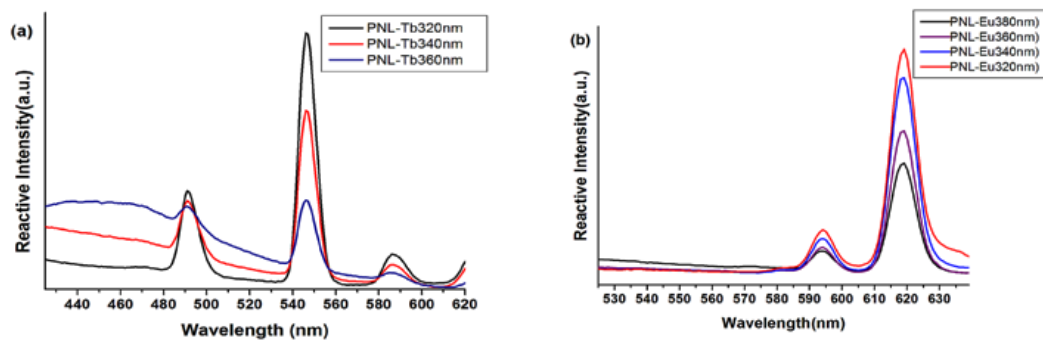 (a)
PNL-Tb320nm
PNL-Tb340nm
PNL-Tb360nm
Reactive Intensity(a.u.)
440 460 480 500 520 540 560 580 600 620
Wavelength (nm)
(b)
PNL-Eu380nm)
PNL-Eu360nm)
PNL-Eu340nm)
PNL-Eu320nm)
Reactive Intensity(a.u.)
530 540 550 560 570 580 590 600 610 620 630
Wavelength(nm)